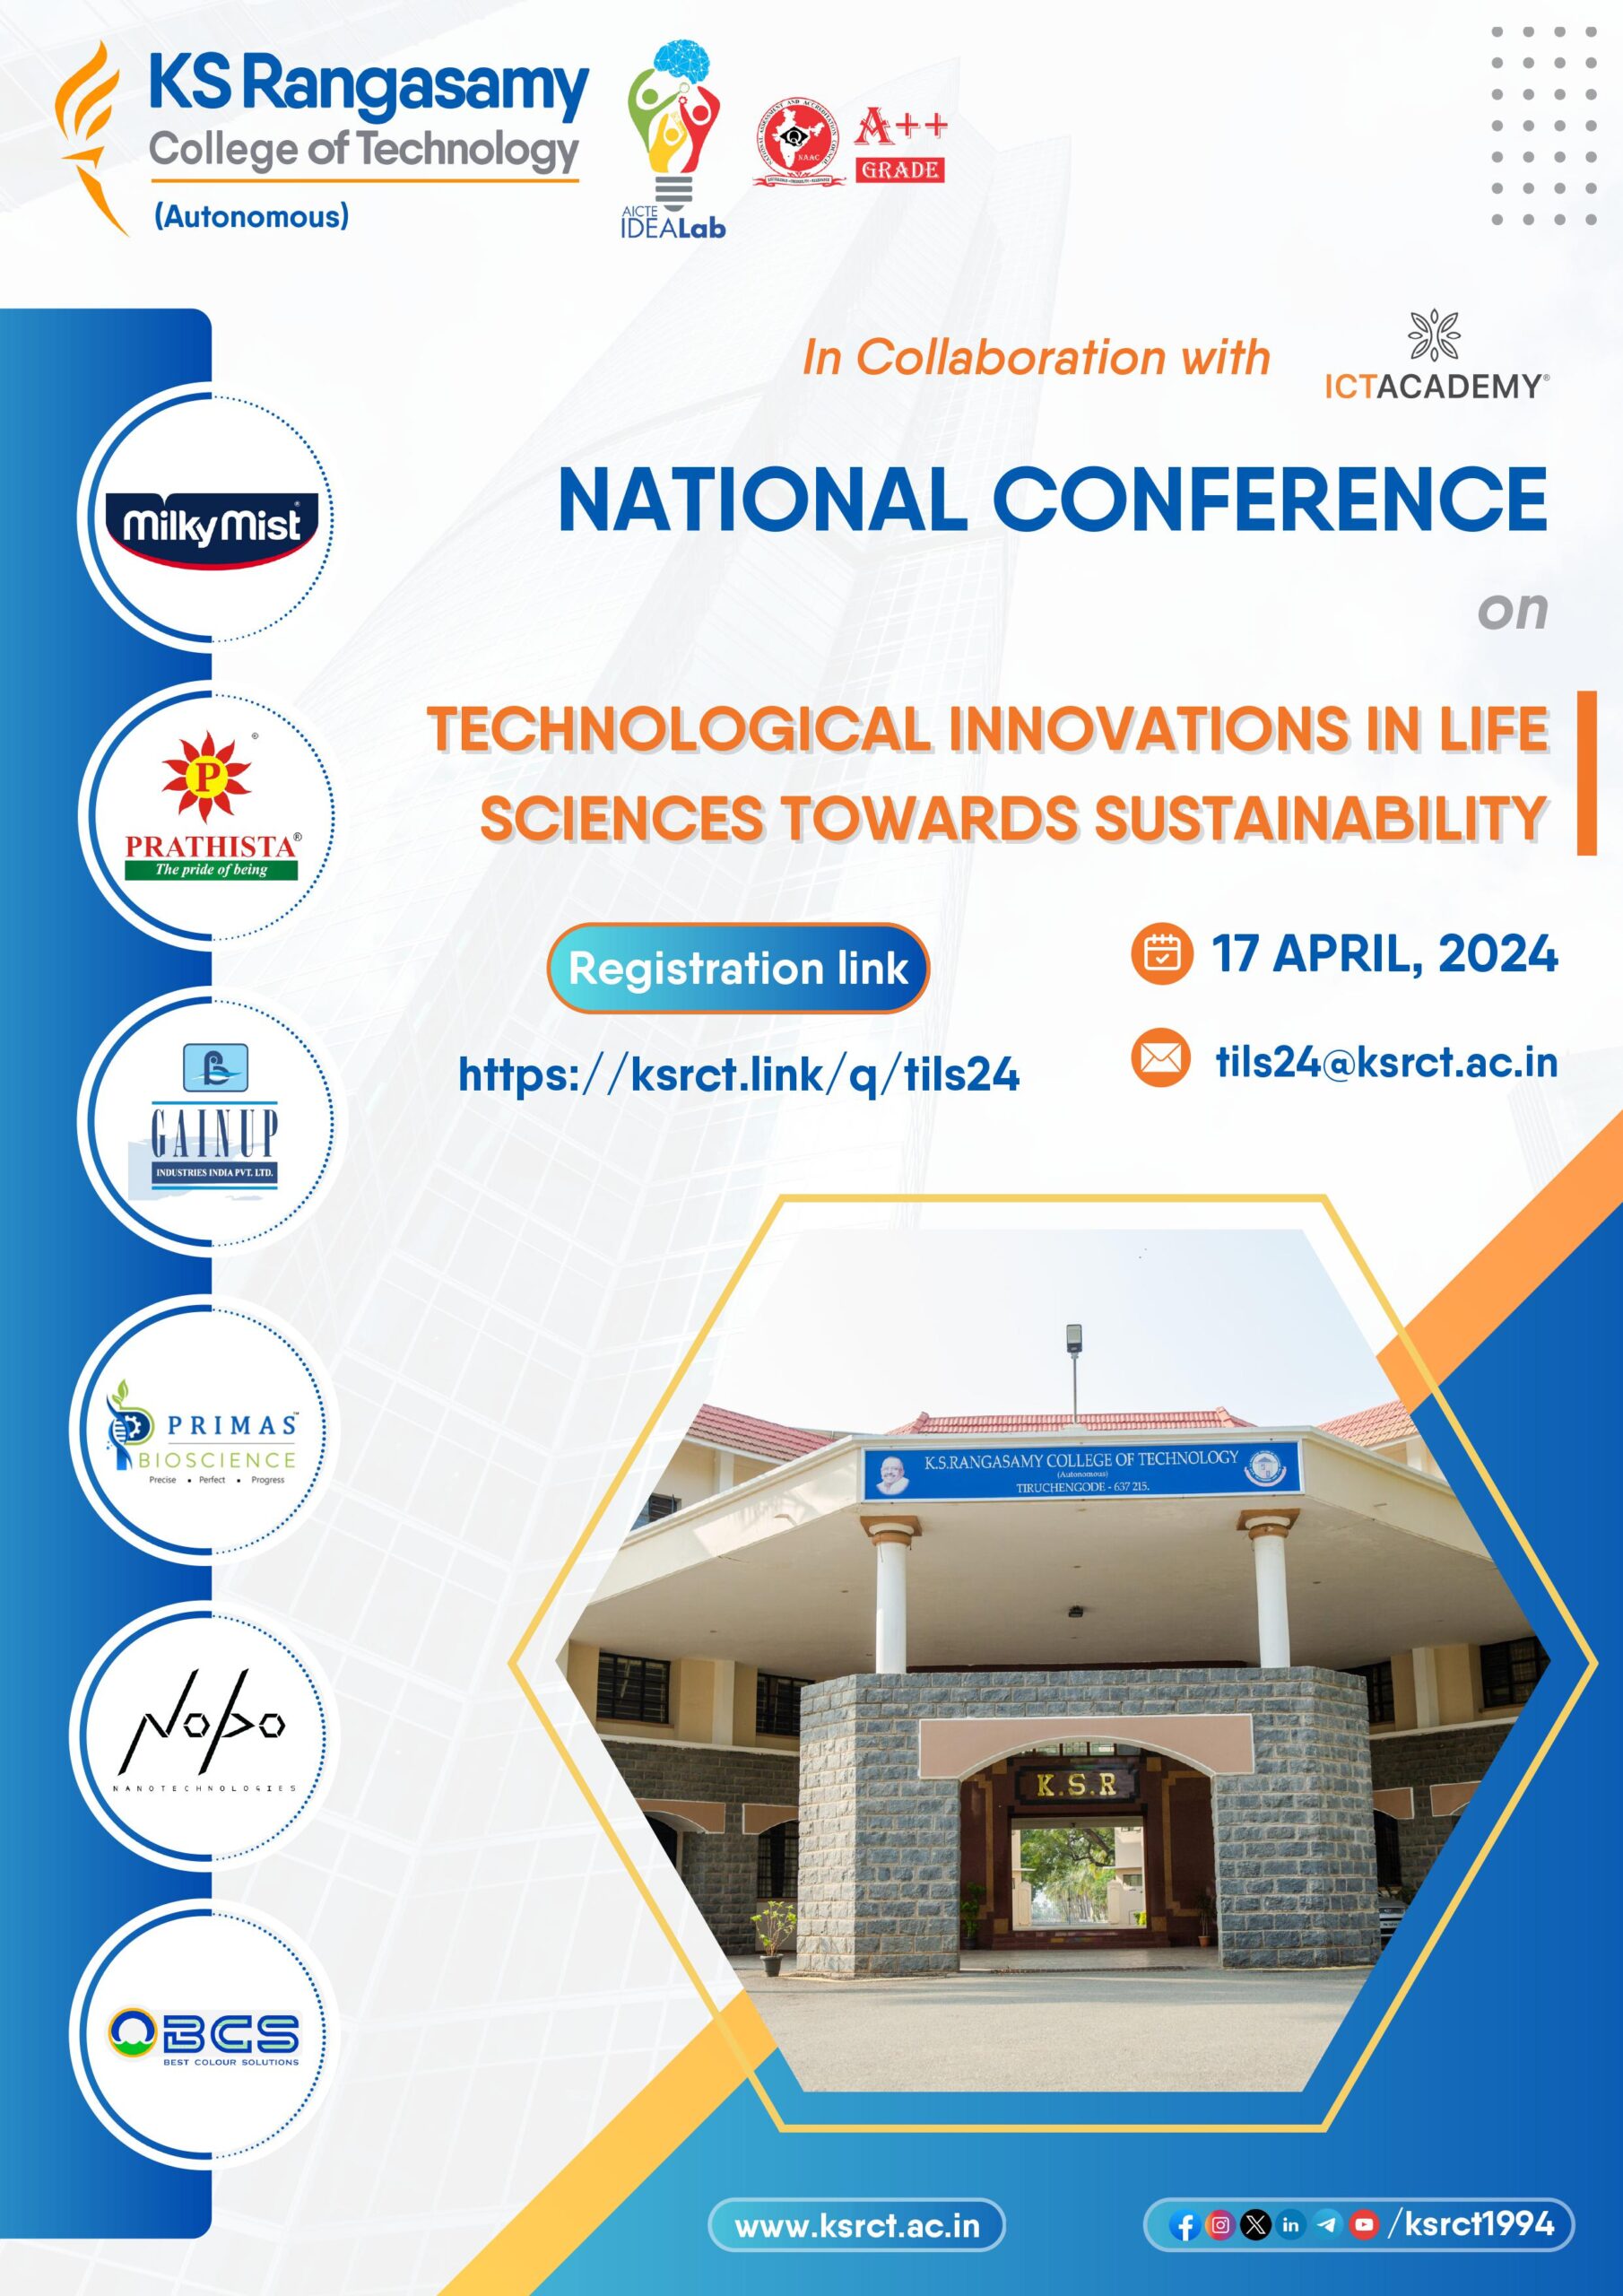 KS Rangasamy
College of Technology
(Autonomous)
AICTE
IDEALab
NAAC
A++
GRADE
In Collaboration with
ICTACADEMY®
NATIONAL CONFERENCE
on
TECHNOLOGICAL INNOVATIONS IN LIFE
SCIENCES TOWARDS SUSTAINABILITY
Registration link
https://ksrct.link/q/tils24
17 APRIL, 2024
tils24@ksrct.ac.in
Milky Mist®
P
PRATHISTA®
The pride of being
GAINUP
INDUSTRIES INDIA PVT. LTD.
PRIMAS™
BIOSCIENCE
Precise • Perfect • Progress
Nopo
NANOTECHNOLOGIES
BCS
BEST COLOUR SOLUTIONS
K.S.RANGASAMY COLLEGE OF TECHNOLOGY
(Autonomous)
TIRUCHENGODE - 637 215.
K.S.R
www.ksrct.ac.in
/ksrct1994